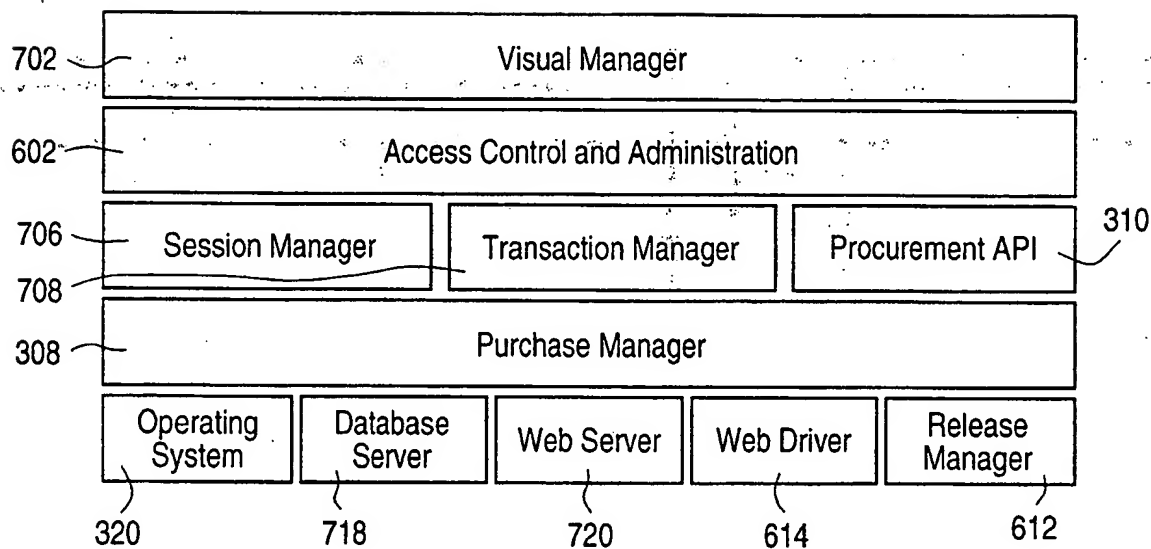 702
Visual Manager
602
Access Control and Administration
706
Session Manager
Transaction Manager
Procurement API
310
708
308
Purchase Manager
Operating
System
Database
Server
Web Server
Web Driver
Release
Manager
320
718
720
614
612